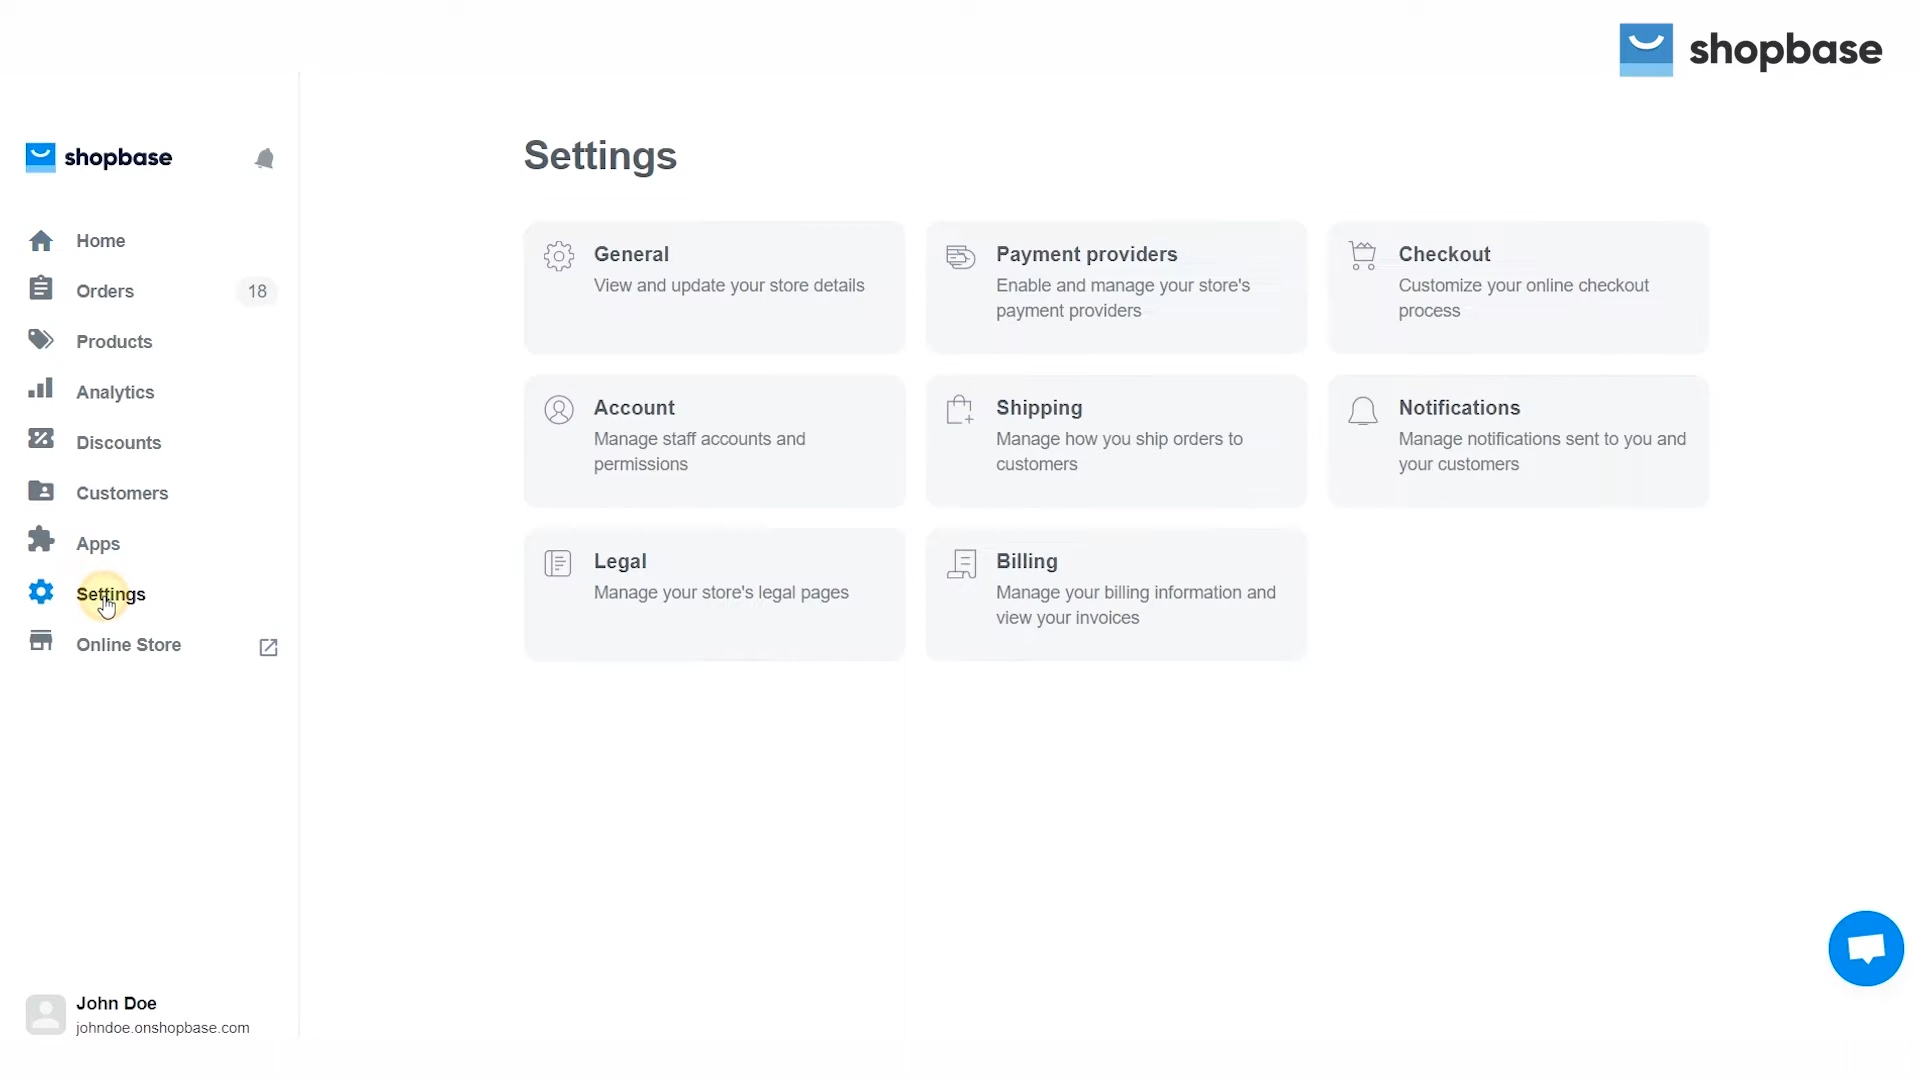 shopbase
shopbase
Home
Orders 18
Products
Analytics
Discounts
Customers
Apps
Settings
Online Store
John Doe
johndoe.onshopbase.com
Settings
General
View and update your store details
Payment providers
Enable and manage your store's
payment providers
Checkout
Customize your online checkout
process
Account
Manage staff accounts and
permissions
Shipping
Manage how you ship orders to
customers
Notifications
Manage notifications sent to you and
your customers
Legal
Manage your store's legal pages
Billing
Manage your billing information and
view your invoices